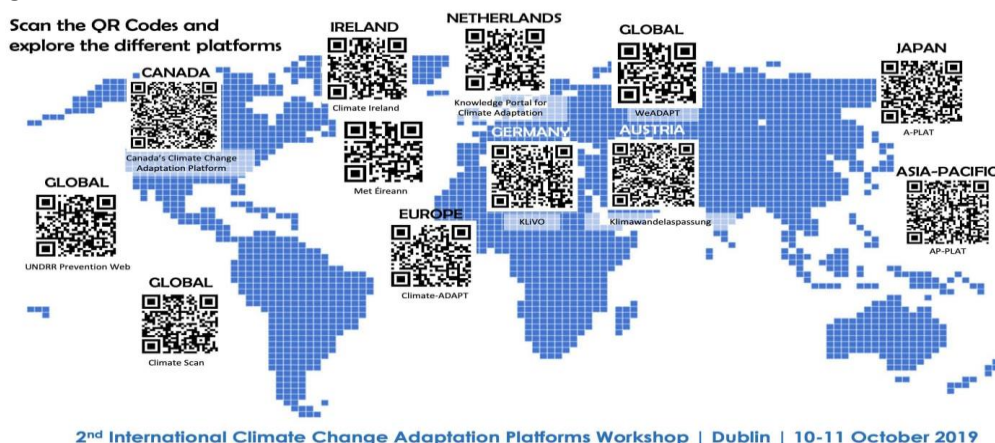 Scan the QR Codes and
explore the different platforms
CANADA
Canada's Climate Change
Adaptation Platform
IRELAND
Climate Ireland
Met Éireann
NETHERLANDS
Knowledge Portal for
Climate Adaptation
GLOBAL
WeADAPT
JAPAN
A-PLAT
GERMANY
KLiVO
AUSTRIA
Klimawandelaspassung
ASIA-PACIFIC
AP-PLAT
GLOBAL
UNDRR Prevention Web
EUROPE
Climate-ADAPT
GLOBAL
Climate Scan
2nd International Climate Change Adaptation Platforms Workshop | Dublin | 10-11 October 2019